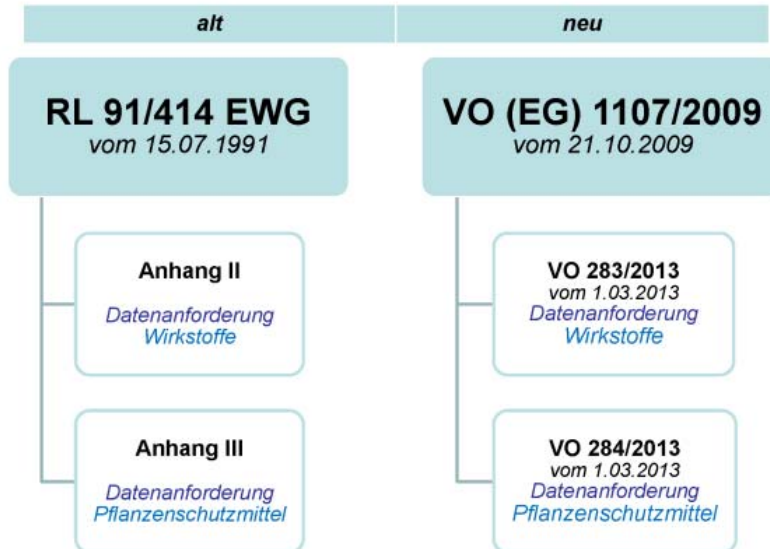 alt
neu
RL 91/414 EWG
vom 15.07.1991
VO (EG) 1107/2009
vom 21.10.2009
Anhang II
Datenanforderung
Wirkstoffe
VO 283/2013
vom 1.03.2013
Datenanforderung
Wirkstoffe
Anhang III
Datenanforderung
Pflanzenschutzmittel
VO 284/2013
vom 1.03.2013
Datenanforderung
Pflanzenschutzmittel